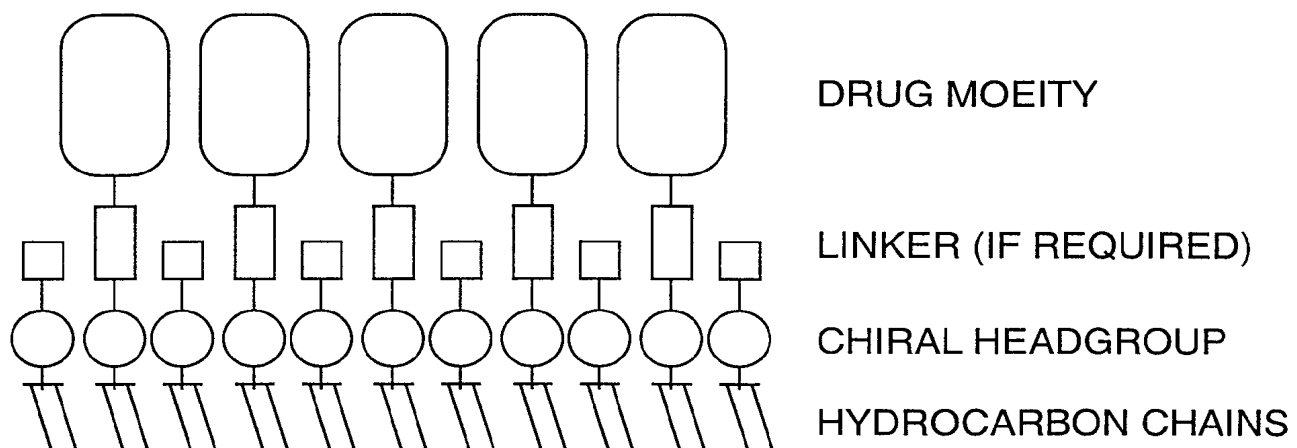 DRUG MOEITY
LINKER (IF REQUIRED)
CHIRAL HEADGROUP
HYDROCARBON CHAINS